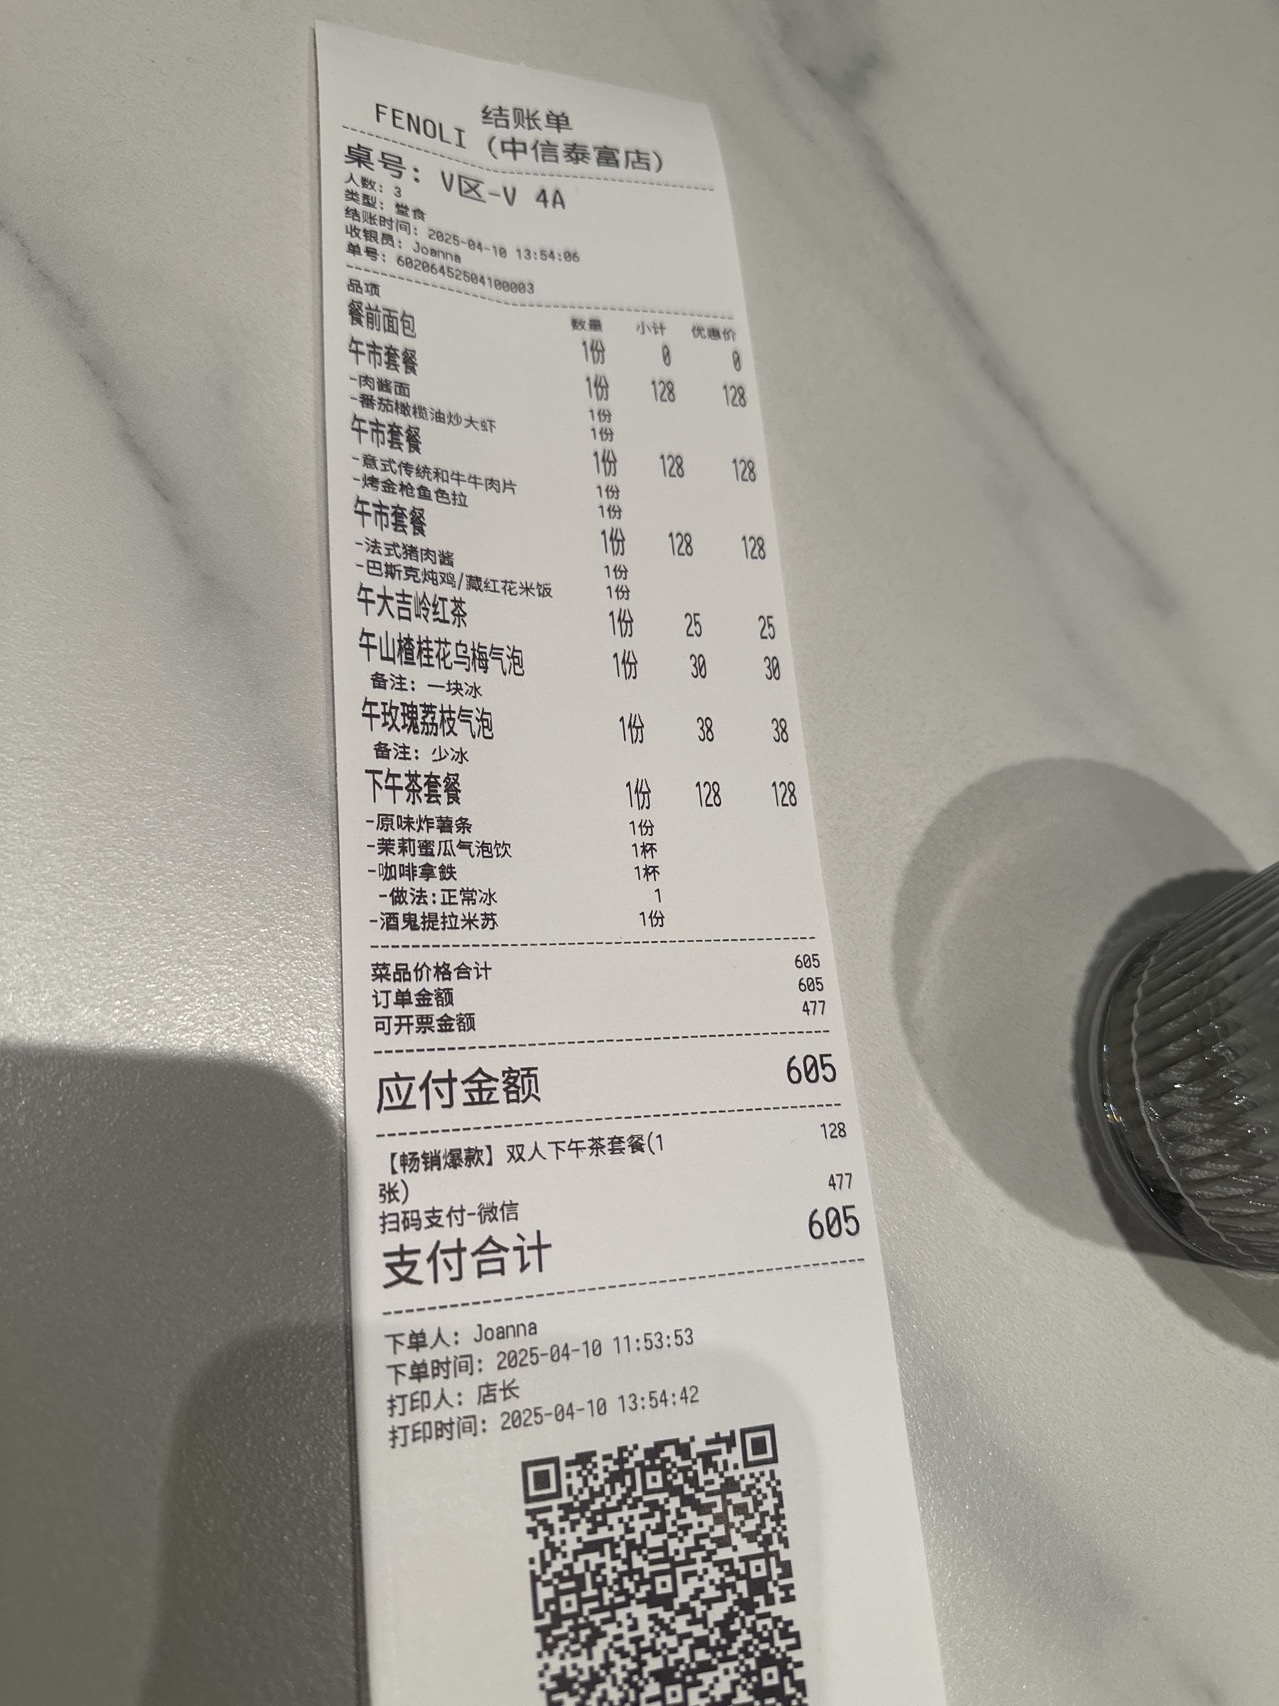 结账单
FENOLI (中信泰富店)
桌号: V区-V 4A
人数: 3
类型: 堂食
结账时间: 2025-04-10 13:54:06
收银员: Joanna
单号: 60206452504100003
品项 数量 小计 优惠价
餐前面包 1份 0 0
午市套餐 1份 128 128
-肉酱面 1份
-番茄橄榄油炒大虾 1份
午市套餐 1份 128 128
-意式传统和牛牛肉片 1份
-烤金枪鱼色拉 1份
午市套餐 1份 128 128
-法式猪肉酱 1份
-巴斯克炖鸡/藏红花米饭 1份
午大吉岭红茶 1份 25 25
午山楂桂花乌梅气泡 1份 30 30
备注: 一块冰
午玫瑰荔枝气泡 1份 38 38
备注: 少冰
下午茶套餐 1份 128 128
-原味炸薯条 1份
-茉莉蜜瓜气泡饮 1杯
-咖啡拿鉄 1杯
-做法:正常冰 1
-酒鬼提拉米苏 1份
菜品价格合计 605
订单金额 605
可开票金额 477
应付金额 605
【畅销爆款】双人下午茶套餐(1 128
张)
扫码支付-微信 477
支付合计 605
下单人: Joanna
下单时间: 2025-04-10 11:53:53
打印人: 店长
打印时间: 2025-04-10 13:54:42